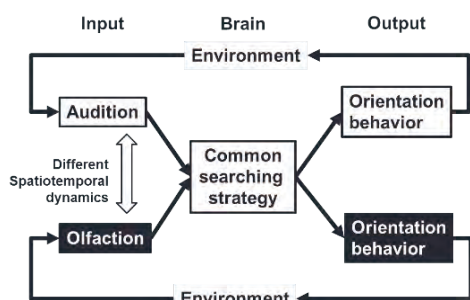 Input Brain Output
Environment
Audition
Orientation
behavior
Different
Spatiotemporal
dynamics
Common
searching
strategy
Olfaction
Orientation
behavior
Environment